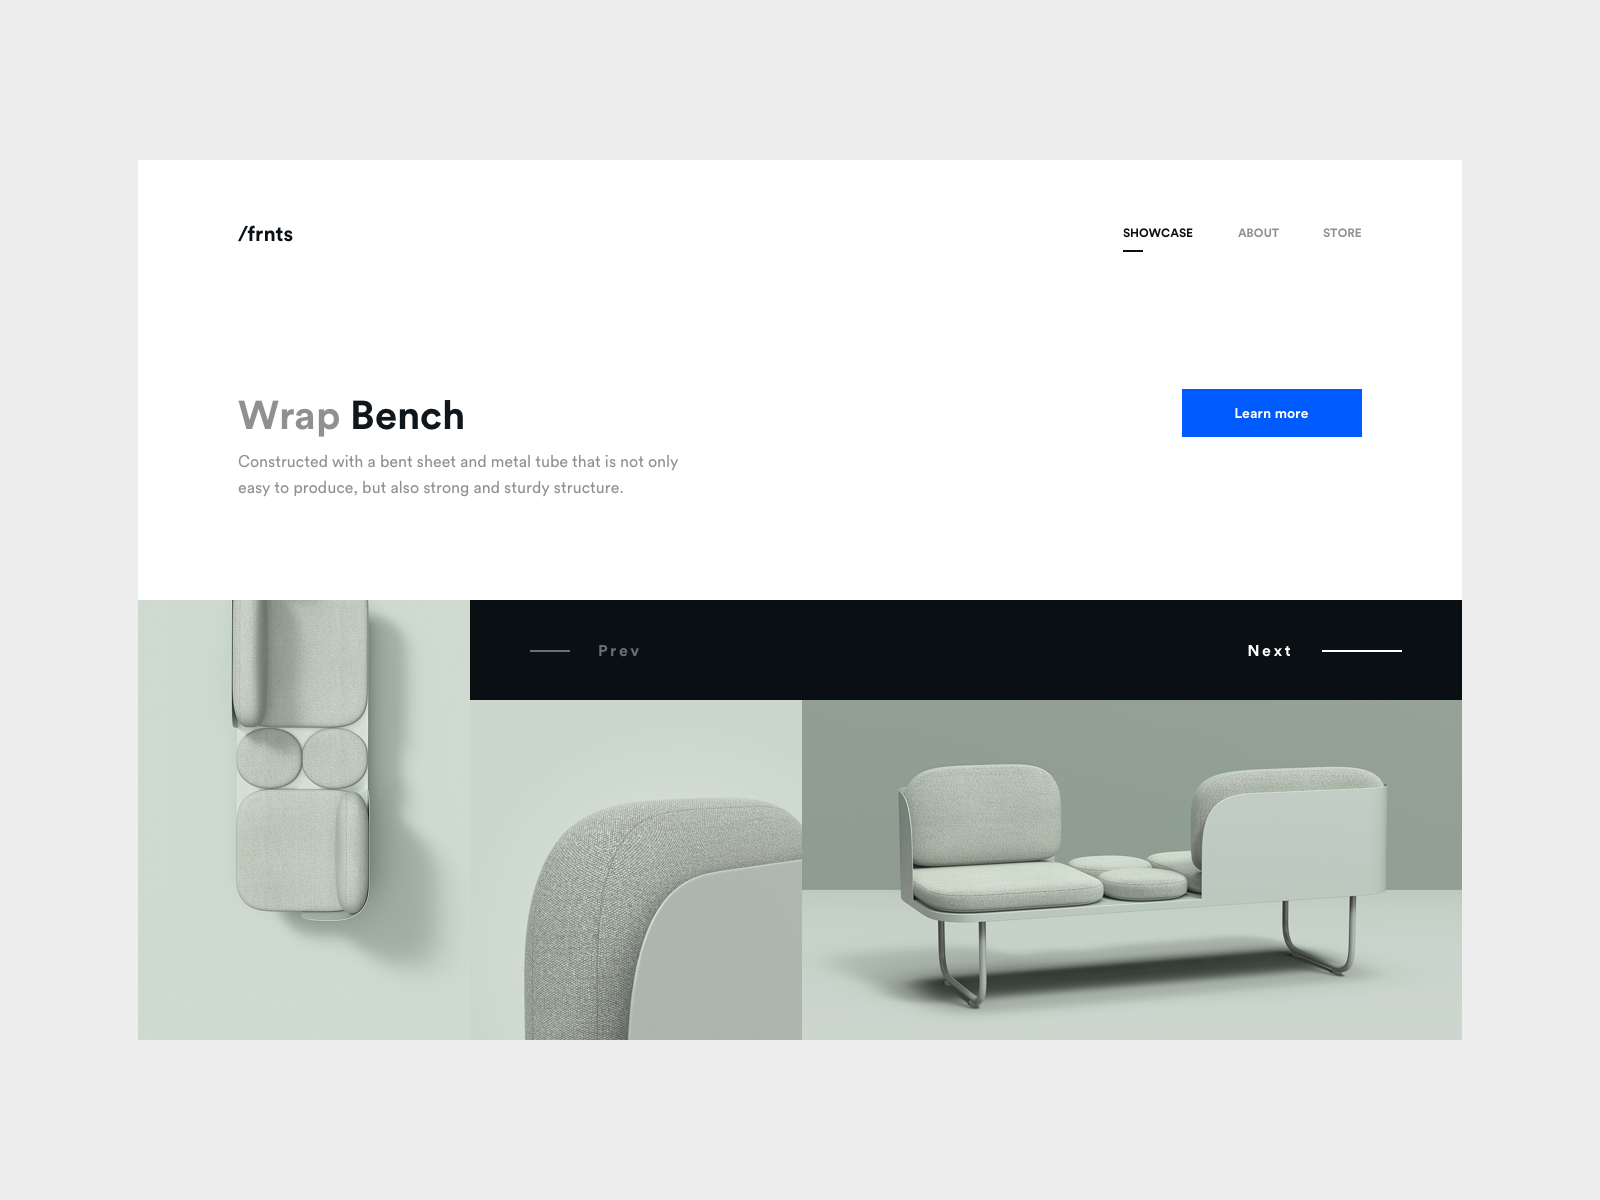 /frnts
SHOWCASE ABOUT STORE
Wrap Bench
Learn more
Constructed with a bent sheet and metal tube that is not only
easy to produce, but also strong and sturdy structure.
Prev
Next